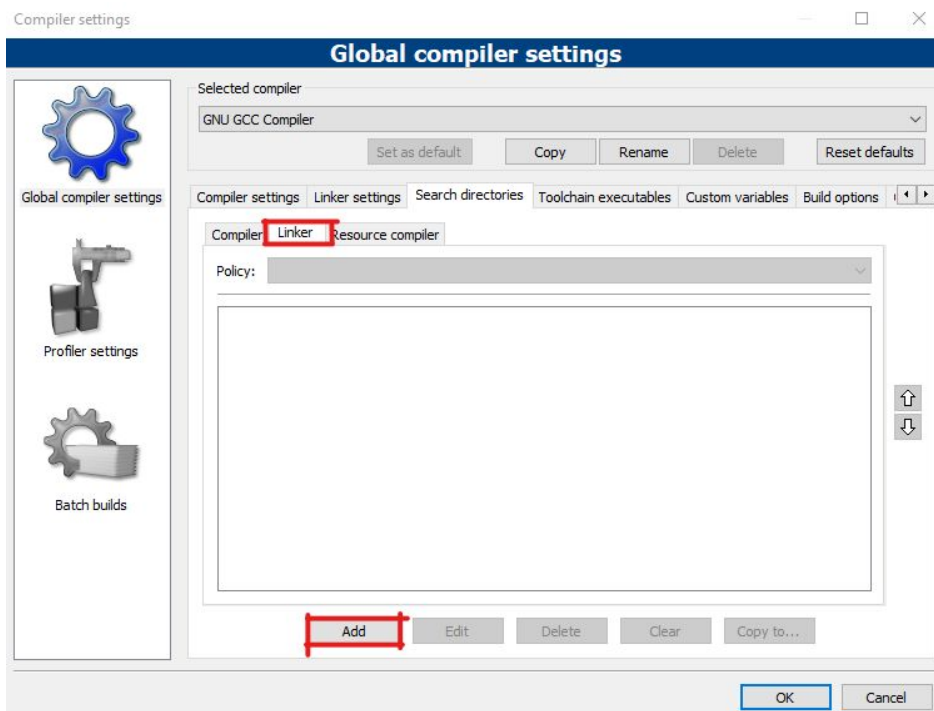 Compiler settings
Global compiler settings
Selected compiler
GNU GCC Compiler
Set as default Copy Rename Delete Reset defaults
Global compiler settings
Compiler settings Linker settings Search directories Toolchain executables Custom variables Build options
Compiler Linker Resource compiler
Policy:
Profiler settings
Batch builds
Add Edit Delete Clear Copy to...
OK Cancel